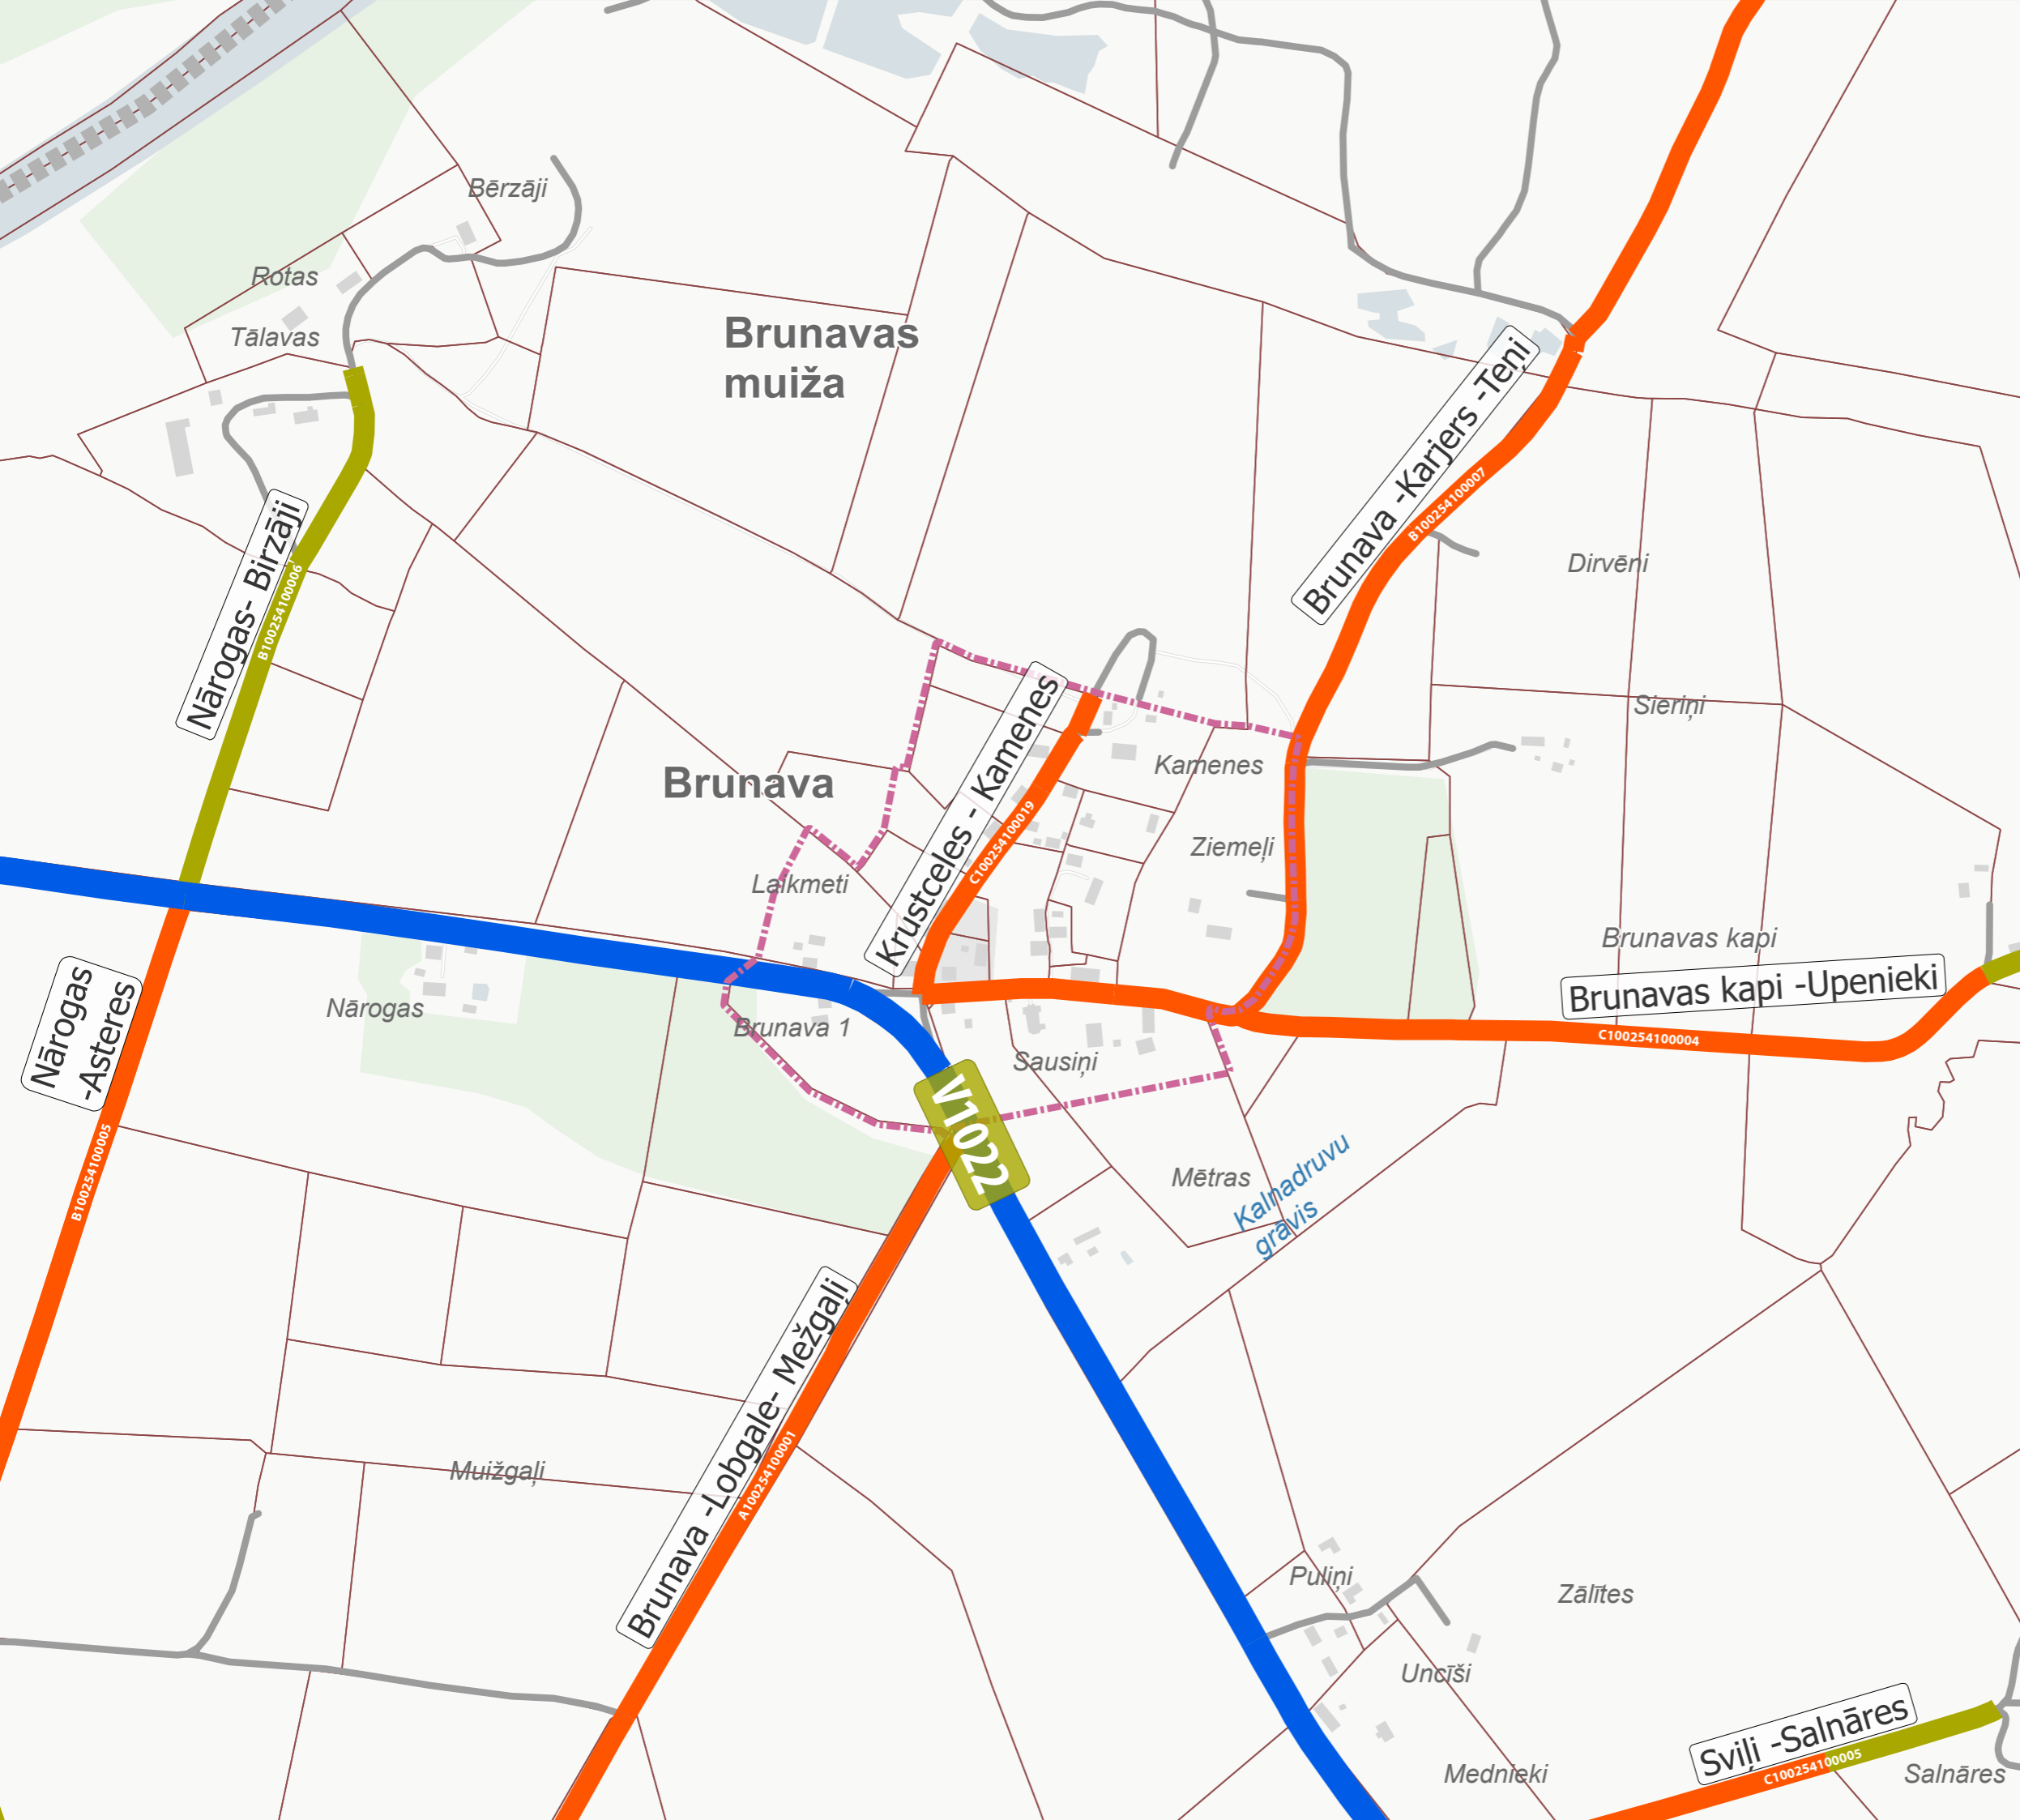 Bērzāji
Rotas
Tālavas
Brunavas
muiža
Brunava -Karjers -Teņi
B100254100007
Dirvēni
Nārogas- Birzāji
B100254100006
Sieriņi
Krustceles - Kamenes
C100254100019
Kamenes
Brunava
Ziemeļi
Laikmeti
Brunavas kapi
Brunavas kapi -Upenieki
C100254100004
Nārogas
-Asteres
B100254100005
Nārogas
Brunava 1
Sausiņi
V1022
Mētras
Kalnadruvu
grāvis
Brunava -Lobgale- Mežgaļi
A100254100001
Muižgaļi
Puliņi
Zālītes
Uncīši
Sviļi -Salnāres
C100254100005
Mednieki
Salnāres